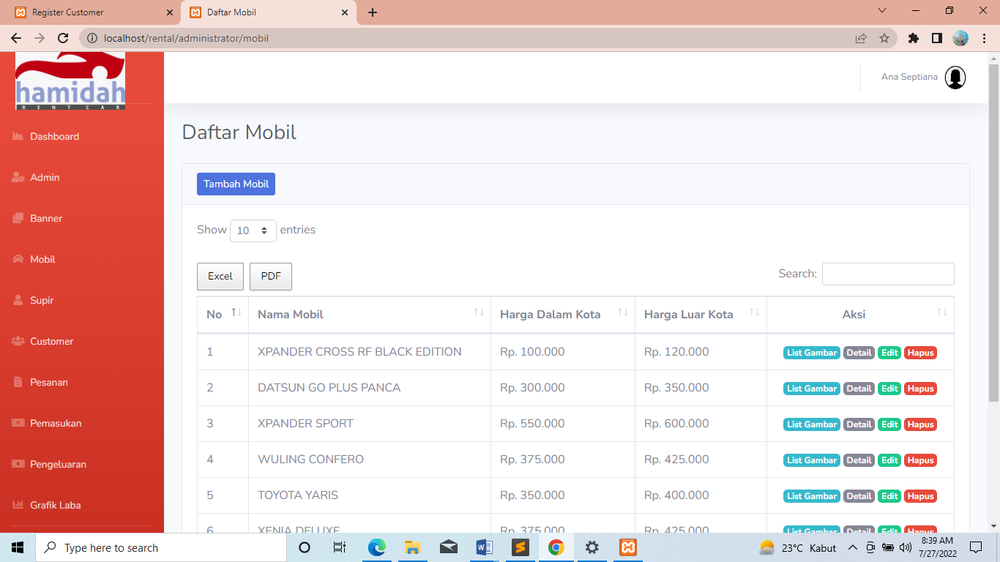 Register Customer
Daftar Mobil
localhost/rental/administrator/mobil
hamidah
RENTCAR
Ana Septiana
Dashboard
Admin
Banner
Mobil
Supir
Customer
Pesanan
Pemasukan
Pengeluaran
Grafik Laba
Daftar Mobil
Tambah Mobil
Show 10 entries
Excel PDF Search:
No Nama Mobil Harga Dalam Kota Harga Luar Kota Aksi
1 XPANDER CROSS RF BLACK EDITION Rp. 100.000 Rp. 120.000 List Gambar Detail Edit Hapus
2 DATSUN GO PLUS PANCA Rp. 300.000 Rp. 350.000 List Gambar Detail Edit Hapus
3 XPANDER SPORT Rp. 550.000 Rp. 600.000 List Gambar Detail Edit Hapus
4 WULING CONFERO Rp. 375.000 Rp. 425.000 List Gambar Detail Edit Hapus
5 TOYOTA YARIS Rp. 350.000 Rp. 400.000 List Gambar Detail Edit Hapus
6 XENIA DELUXE Rp. 375.000 Rp. 425.000 List Gambar Detail Edit Hapus
Type here to search
23°C Kabut
8:39 AM
7/27/2022